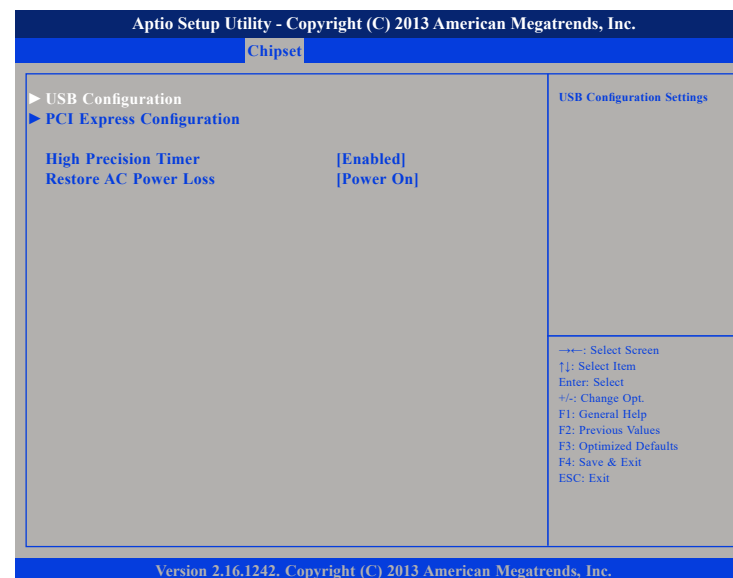 Aptio Setup Utility - Copyright (C) 2013 American Megatrends, Inc.
Chipset
► USB Configuration
► PCI Express Configuration
High Precision Timer [Enabled]
Restore AC Power Loss [Power On]
USB Configuration Settings
→←: Select Screen
↑↓: Select Item
Enter: Select
+/-: Change Opt.
F1: General Help
F2: Previous Values
F3: Optimized Defaults
F4: Save & Exit
ESC: Exit
Version 2.16.1242. Copyright (C) 2013 American Megatrends, Inc.